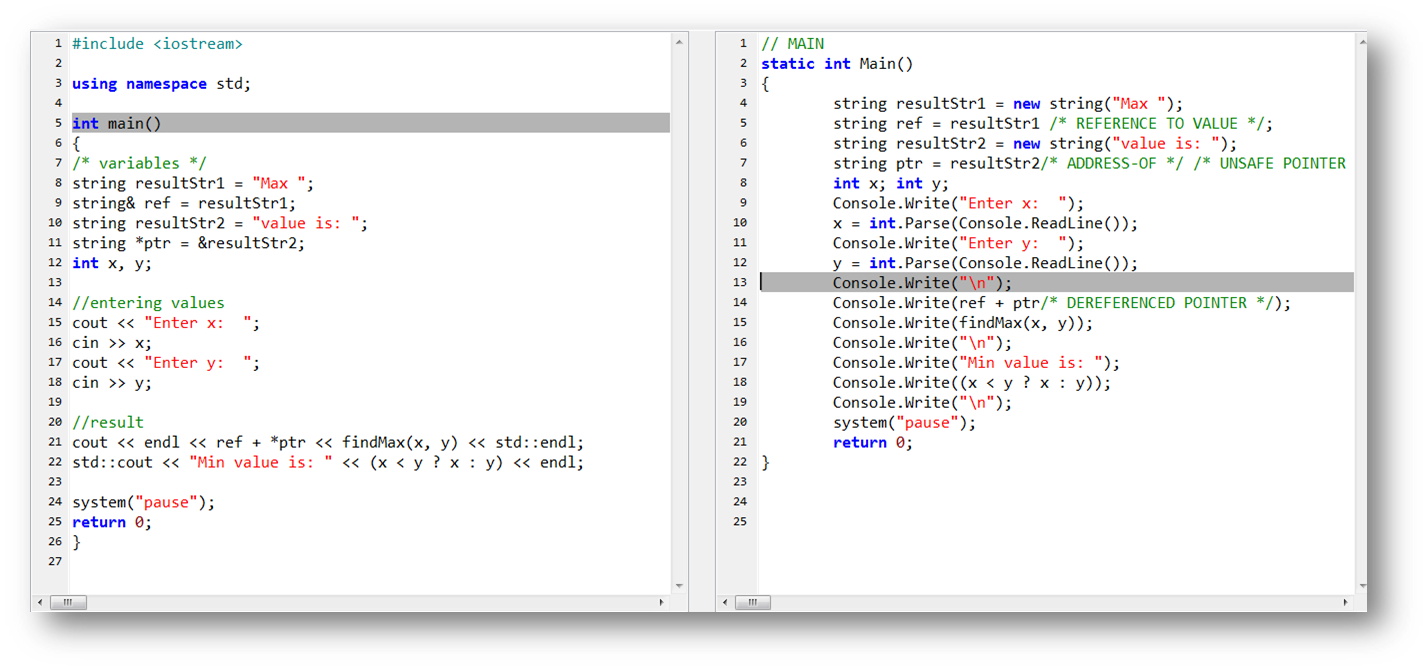 1 #include <iostream>
2
3 using namespace std;
4
5 int main()
6 {
7 /* variables */
8 string resultStr1 = "Max ";
9 string& ref = resultStr1;
10 string resultStr2 = "value is: ";
11 string *ptr = &resultStr2;
12 int x, y;
13
14 //entering values
15 cout << "Enter x:  ";
16 cin >> x;
17 cout << "Enter y:  ";
18 cin >> y;
19
20 //result
21 cout << endl << ref + *ptr << findMax(x, y) << std::endl;
22 std::cout << "Min value is: " << (x < y ? x : y) << endl;
23
24 system("pause");
25 return 0;
26 }
27
1 // MAIN
2 static int Main()
3 {
4 string resultStr1 = new string("Max ");
5 string ref = resultStr1 /* REFERENCE TO VALUE */;
6 string resultStr2 = new string("value is: ");
7 string ptr = resultStr2/* ADDRESS-OF */ /* UNSAFE POINTER
8 int x; int y;
9 Console.Write("Enter x:  ");
10 x = int.Parse(Console.ReadLine());
11 Console.Write("Enter y:  ");
12 y = int.Parse(Console.ReadLine());
13 Console.Write("\n");
14 Console.Write(ref + ptr/* DEREFERENCED POINTER */);
15 Console.Write(findMax(x, y));
16 Console.Write("\n");
17 Console.Write("Min value is: ");
18 Console.Write((x < y ? x : y));
19 Console.Write("\n");
20 system("pause");
21 return 0;
22 }
23
24
25